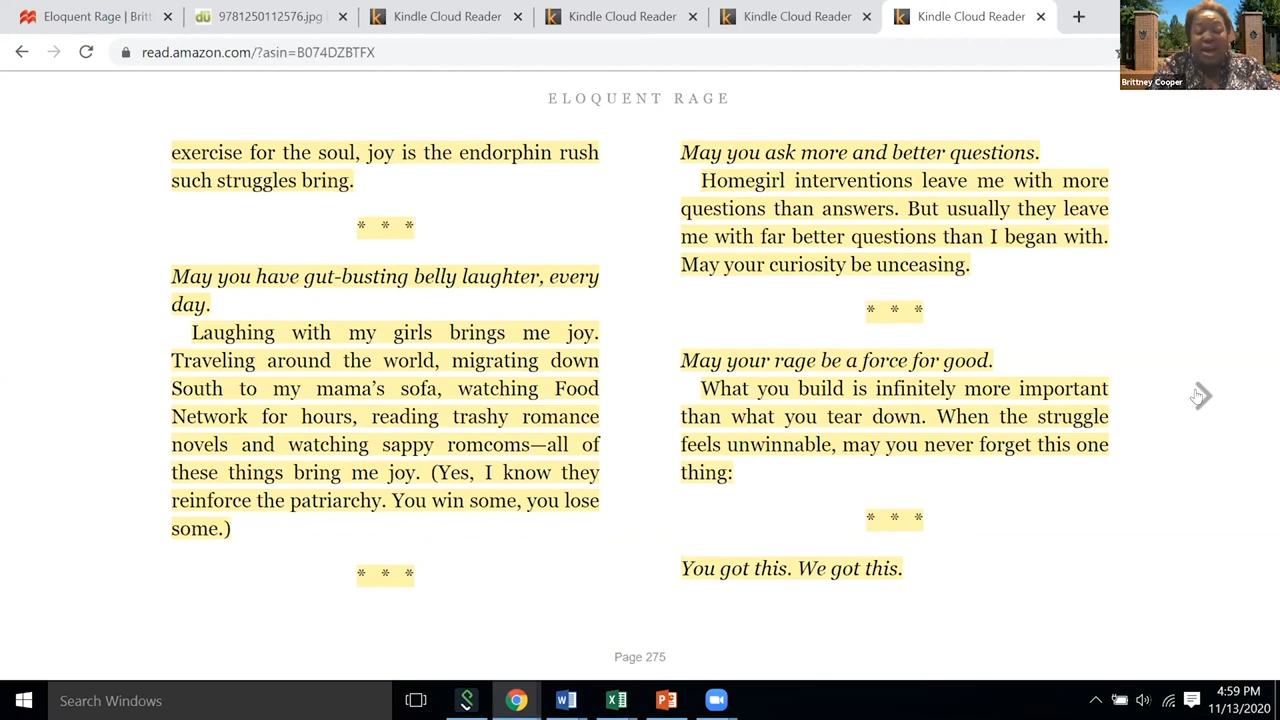 Eloquent Rage | Britt
9781250112576.jpg
Kindle Cloud Reader
Kindle Cloud Reader
Kindle Cloud Reader
Kindle Cloud Reader
read.amazon.com/?asin=B074DZBTFX
Brittney Cooper
ELOQUENT RAGE
exercise for the soul, joy is the endorphin rush
such struggles bring.
* * *
May you have gut-busting belly laughter, every
day.
Laughing with my girls brings me joy.
Traveling around the world, migrating down
South to my mama's sofa, watching Food
Network for hours, reading trashy romance
novels and watching sappy romcoms—all of
these things bring me joy. (Yes, I know they
reinforce the patriarchy. You win some, you lose
some.)
* * *
May you ask more and better questions.
Homegirl interventions leave me with more
questions than answers. But usually they leave
me with far better questions than I began with.
May your curiosity be unceasing.
* * *
May your rage be a force for good.
What you build is infinitely more important
than what you tear down. When the struggle
feels unwinnable, may you never forget this one
thing:
* * *
You got this. We got this.
Page 275
Search Windows
4:59 PM
11/13/2020